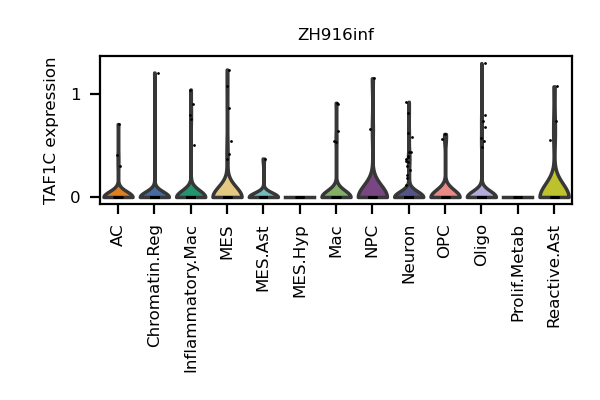 ZH916inf
TAF1C expression
1
0
AC
Chromatin.Reg
Inflammatory.Mac
MES
MES.Ast
MES.Hyp
Mac
NPC
Neuron
OPC
Oligo
Prolif.Metab
Reactive.Ast